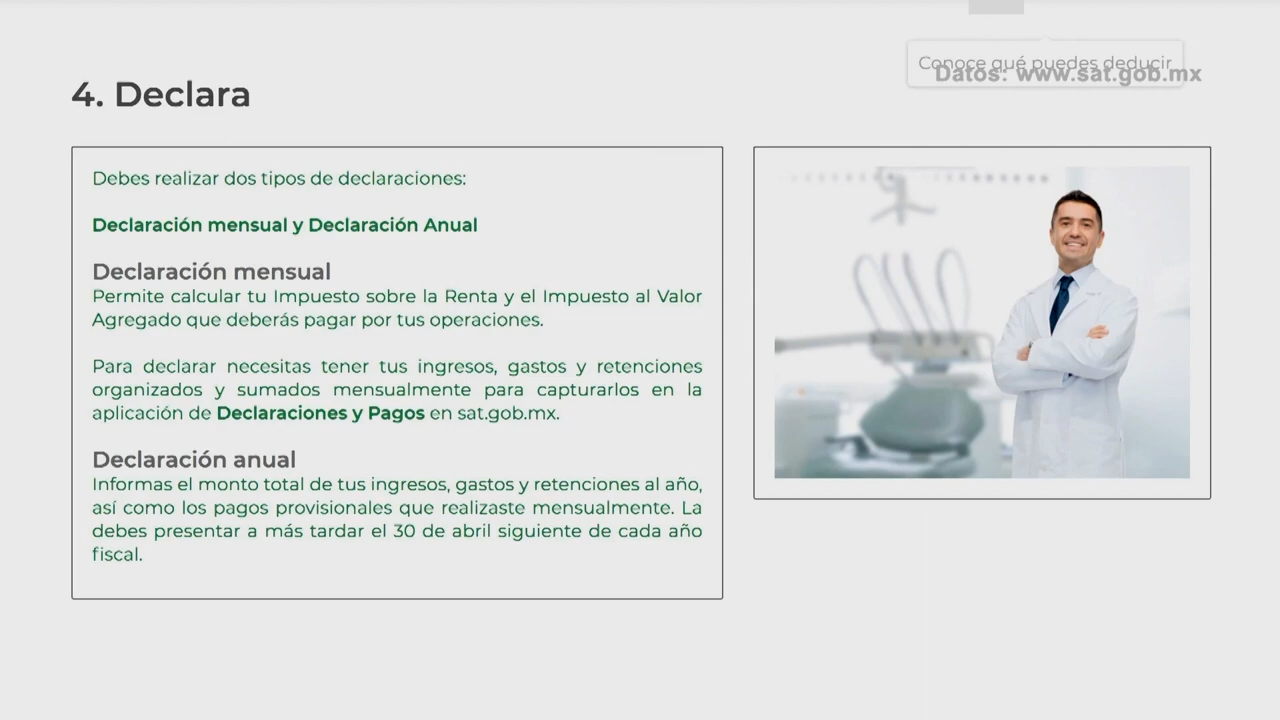 Conoce qué puedes deducir
Datos: www.sat.gob.mx
4. Declara
Debes realizar dos tipos de declaraciones:
Declaración mensual y Declaración Anual
Declaración mensual
Permite calcular tu Impuesto sobre la Renta y el Impuesto al Valor
Agregado que deberás pagar por tus operaciones.
Para declarar necesitas tener tus ingresos, gastos y retenciones
organizados y sumados mensualmente para capturarlos en la
aplicación de Declaraciones y Pagos en sat.gob.mx.
Declaración anual
Informas el monto total de tus ingresos, gastos y retenciones al año,
así como los pagos provisionales que realizaste mensualmente. La
debes presentar a más tardar el 30 de abril siguiente de cada año
fiscal.